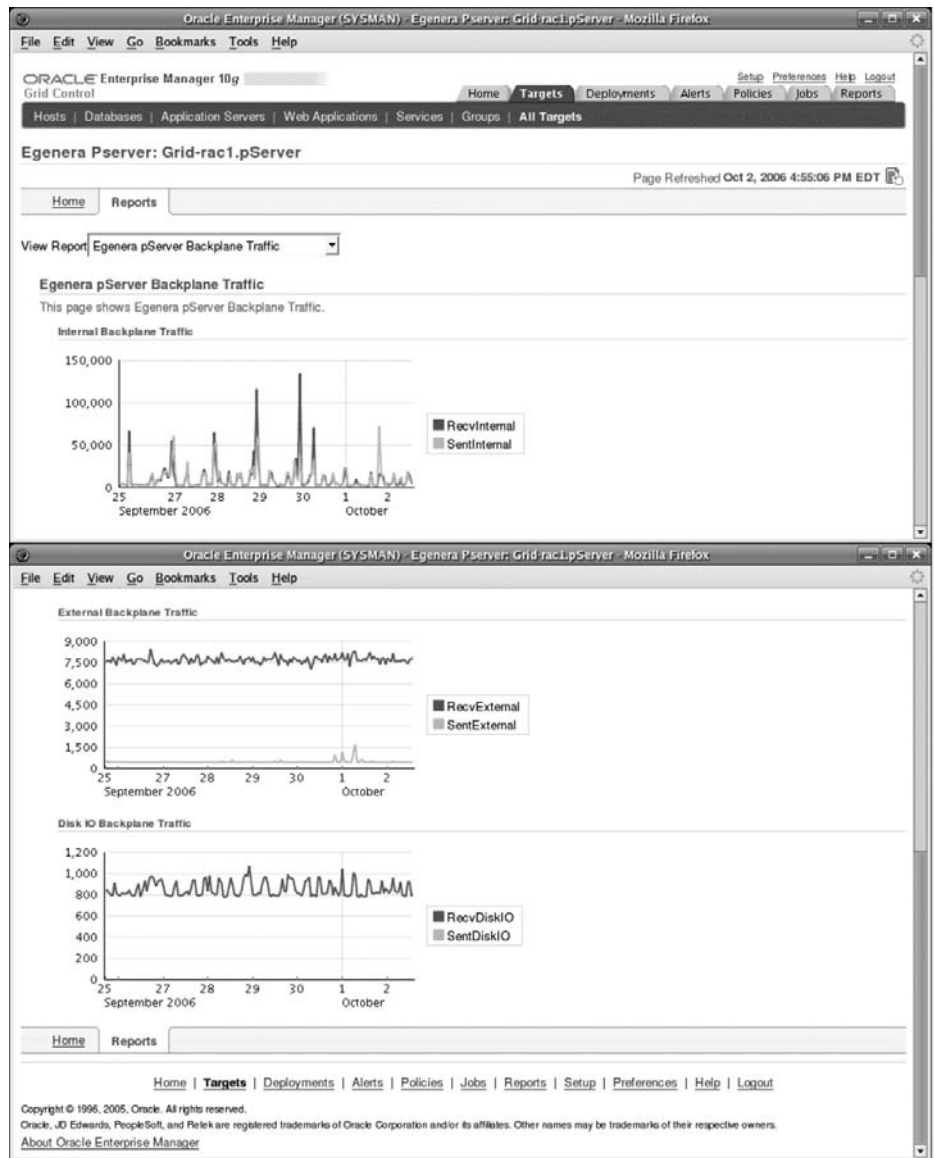 Oracle Enterprise Manager (SYSMAN) - Egenera Pserver: Grid-rac1.pServer - Mozilla Firefox
File Edit View Go Bookmarks Tools Help
ORACLE Enterprise Manager 10g
Grid Control
Setup Preferences Help Logout
Home Targets Deployments Alerts Policies Jobs Reports
Hosts | Databases | Application Servers | Web Applications | Services | Groups | All Targets
Egenera Pserver: Grid-rac1.pServer
Page Refreshed Oct 2, 2006 4:55:06 PM EDT
Home Reports
View Report Egenera pServer Backplane Traffic
Egenera pServer Backplane Traffic
This page shows Egenera pServer Backplane Traffic.
Internal Backplane Traffic
150,000
100,000
50,000
0
RecvInternal
SentInternal
25 27 28 29 30 1 2
September 2006 October
Oracle Enterprise Manager (SYSMAN) - Egenera Pserver: Grid-rac1.pServer - Mozilla Firefox
File Edit View Go Bookmarks Tools Help
External Backplane Traffic
9,000
7,500
6,000
4,500
3,000
1,500
0
RecvExternal
SentExternal
25 27 28 29 30 1 2
September 2006 October
Disk IO Backplane Traffic
1,200
1,000
800
600
400
200
0
RecvDiskIO
SentDiskIO
25 27 28 29 30 1 2
September 2006 October
Home Reports
Home | Targets | Deployments | Alerts | Policies | Jobs | Reports | Setup | Preferences | Help | Logout
Copyright © 1996, 2005, Oracle. All rights reserved.
Oracle, JD Edwards, PeopleSoft, and Retek are registered trademarks of Oracle Corporation and/or its affiliates. Other names may be trademarks of their respective owners.
About Oracle Enterprise Manager